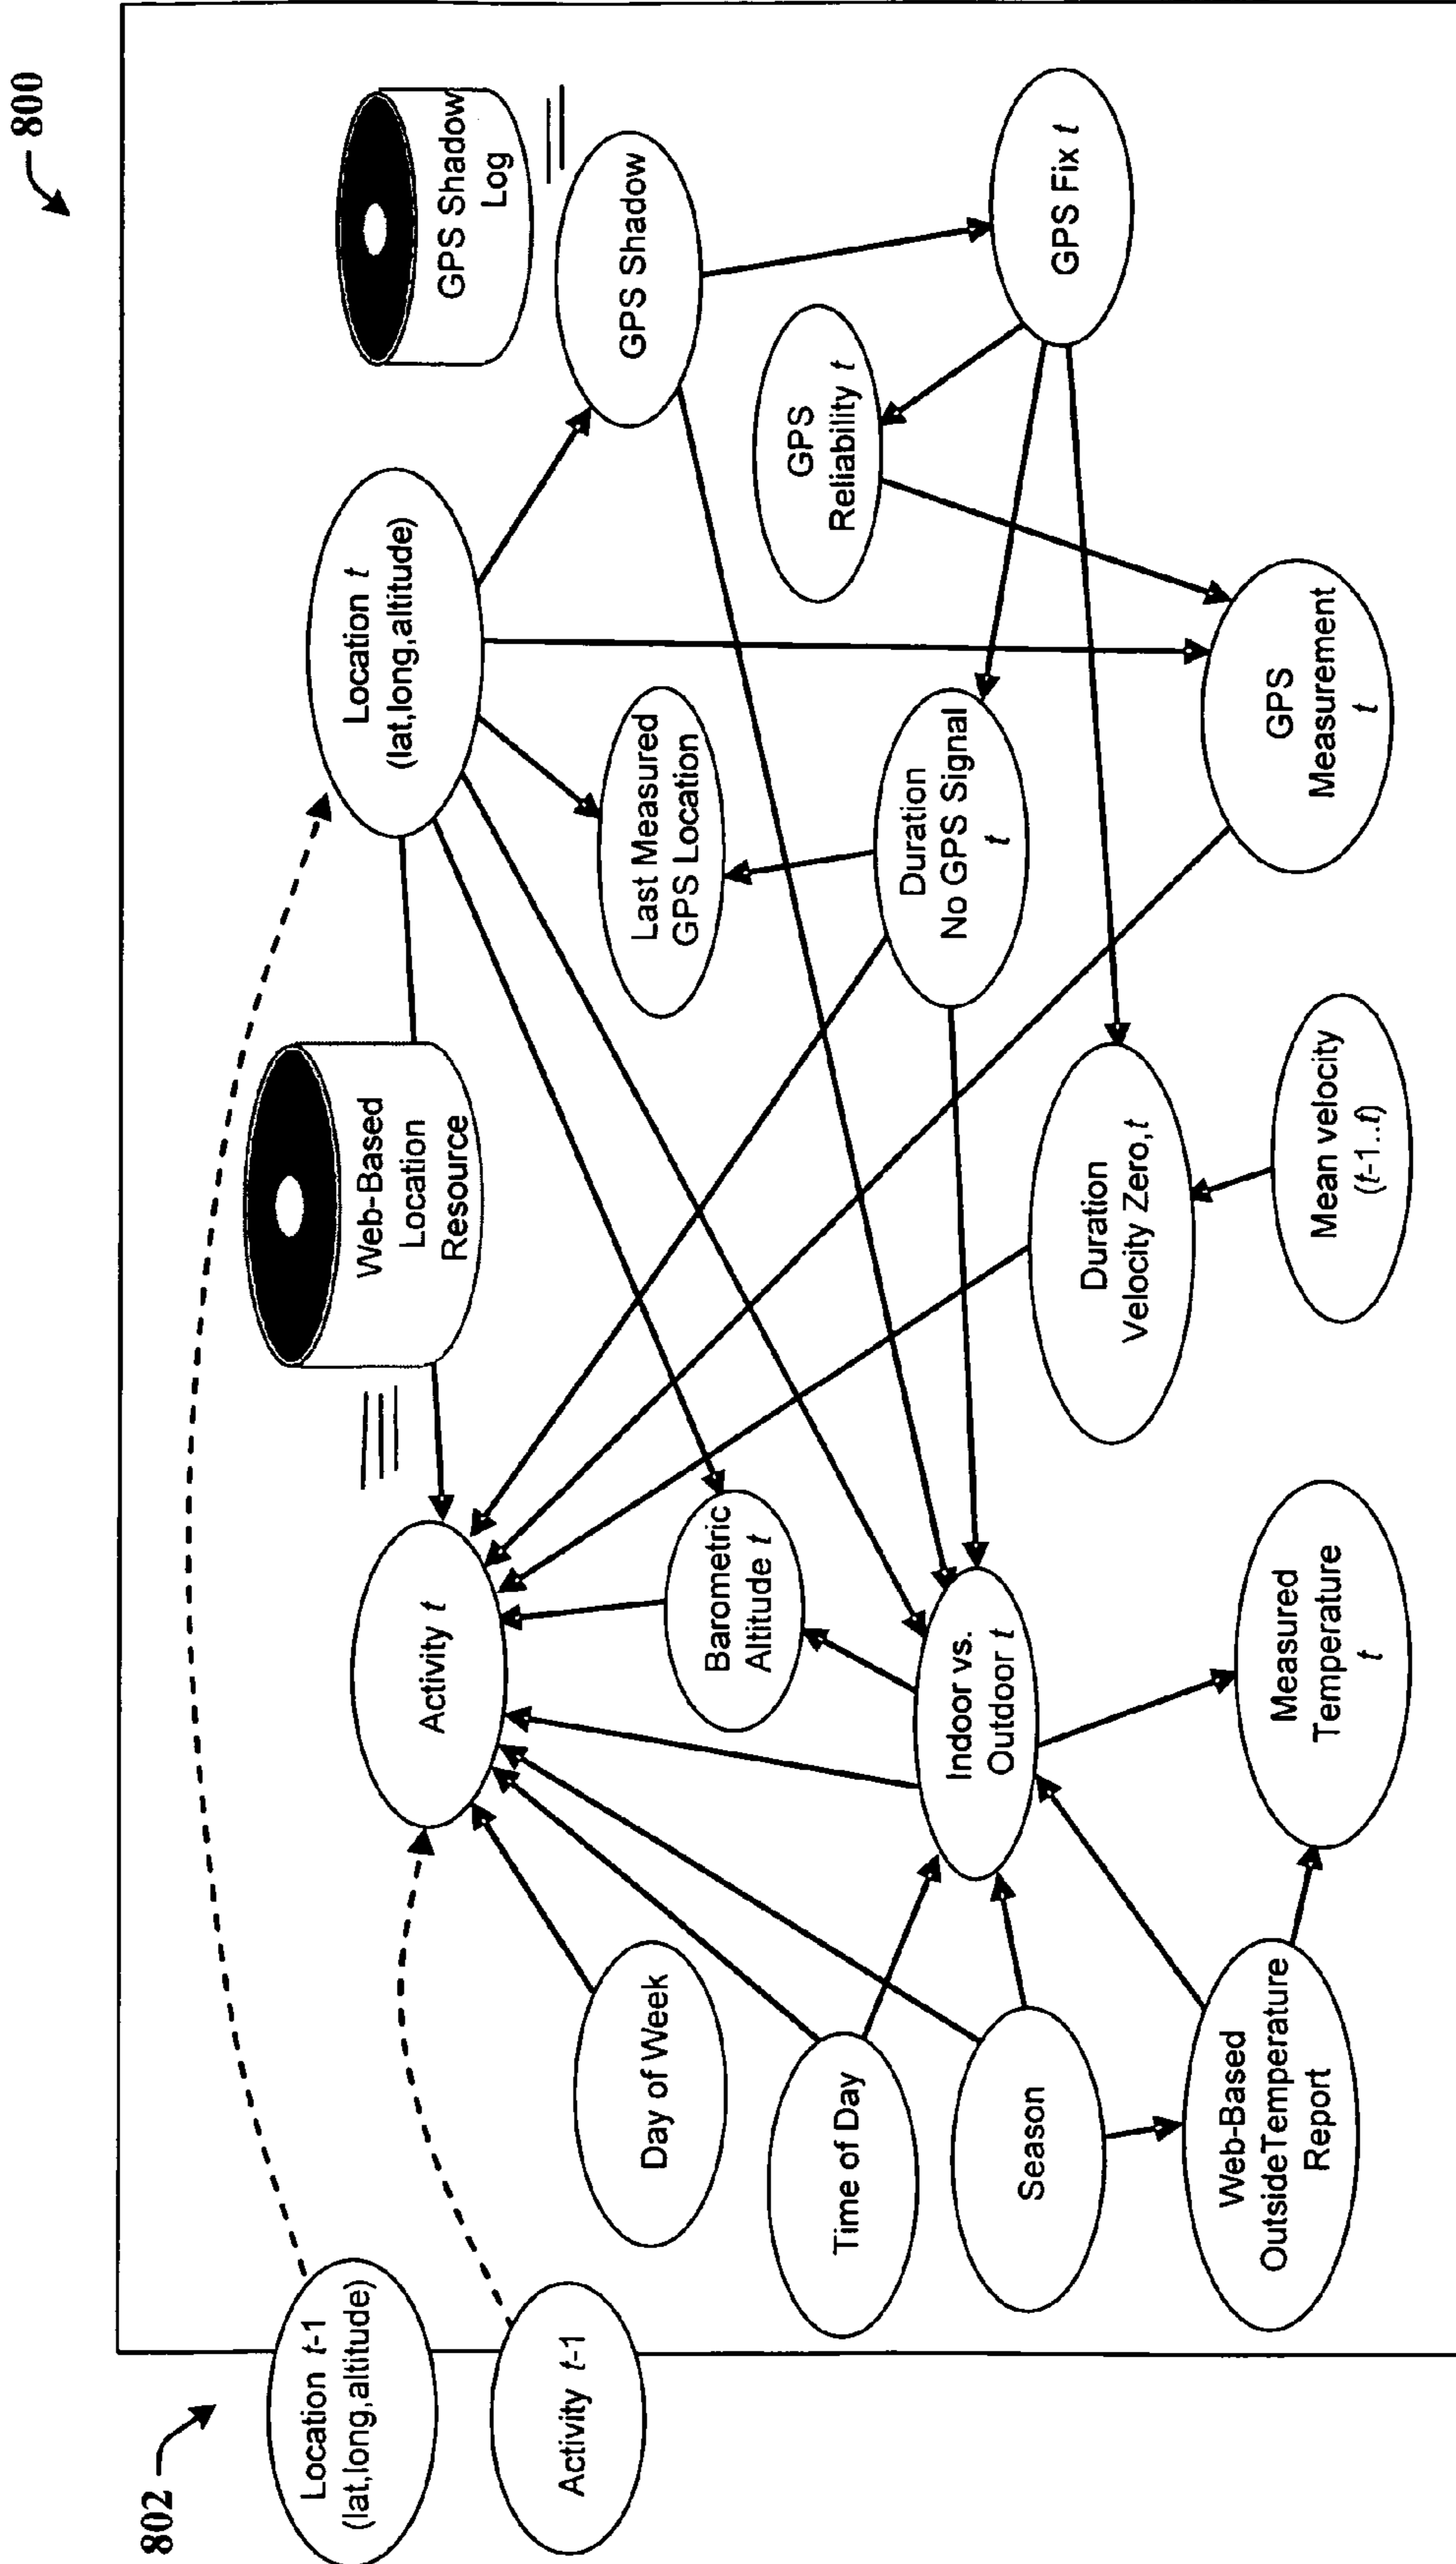 800
802
Location t-1
(lat,long,altitude)
Activity t-1
Web-Based
Location
Resource
Location t
(lat,long,altitude)
GPS Shadow
Log
Activity t
GPS Shadow
Day of Week
Last Measured
GPS Location
Barometric
Altitude t
GPS
Reliability t
Time of Day
Duration
No GPS Signal
t
Indoor vs.
Outdoor t
Season
GPS Fix t
Duration
Velocity Zero,t
Web-Based
OutsideTemperature
Report
Measured
Temperature
t
Mean velocity
(t-1..t)
GPS
Measurement
t